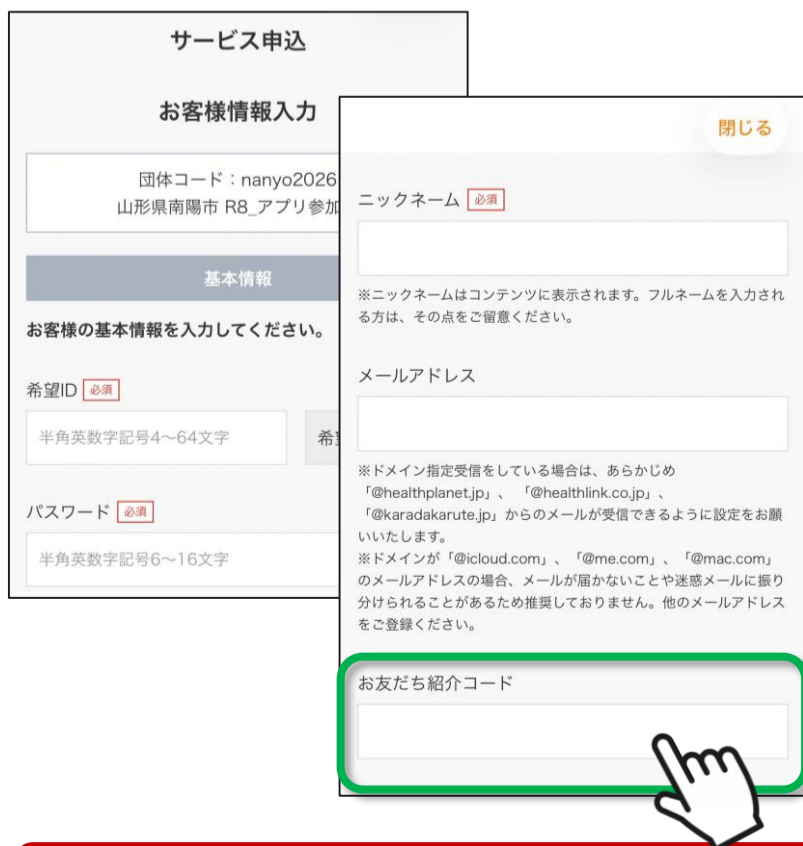 サービス申込
お客様情報入力
団体コード：nanyo2026
山形県南陽市 R8_アプリ参加
基本情報
お客様の基本情報を入力してください。
希望ID 必須
半角英数字記号4〜64文字
パスワード 必須
半角英数字記号6〜16文字
閉じる
ニックネーム 必須
※ニックネームはコンテンツに表示されます。フルネームを入力され
る方は、その点をご留意ください。
メールアドレス
※ドメイン指定受信をしている場合は、あらかじめ
「@healthplanet.jp」、「@healthlink.co.jp」、
「@karadakarute.jp」からのメールが受信できるように設定をお願
いいたします。
※ドメインが「@icloud.com」、「@me.com」、「@mac.com」
のメールアドレスの場合、メールが届かないことや迷惑メールに振り
分けられることがあるため推奨しておりません。他のメールアドレス
をご登録ください。
お友だち紹介コード